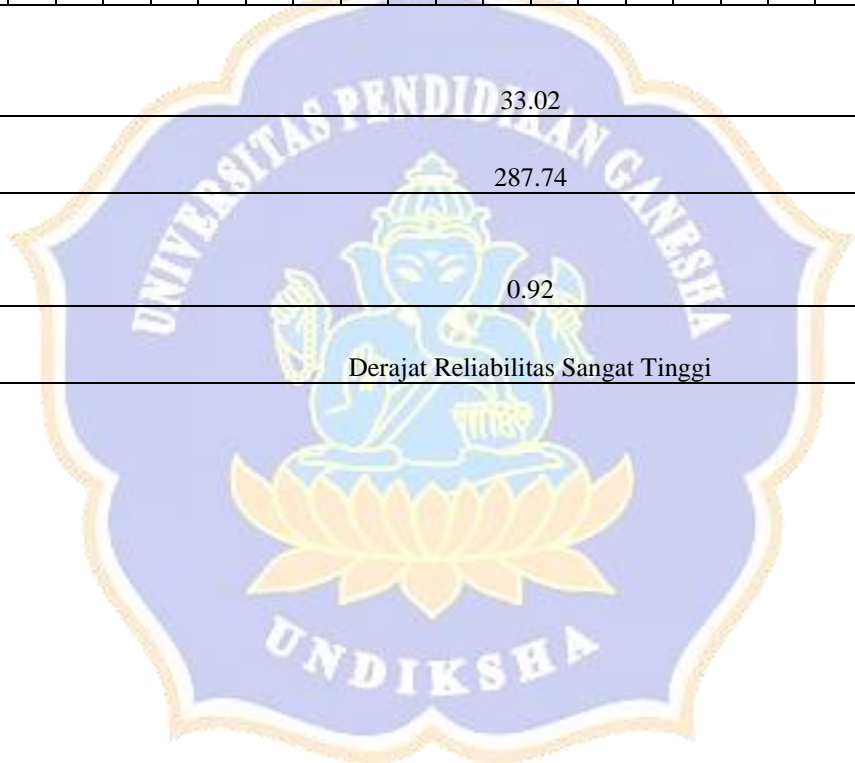 33.02
UNIVERSITAS PENDIDIKAN GANESHA
287.74
0.92
Derajat Reliabilitas Sangat Tinggi
UNDIKSHA